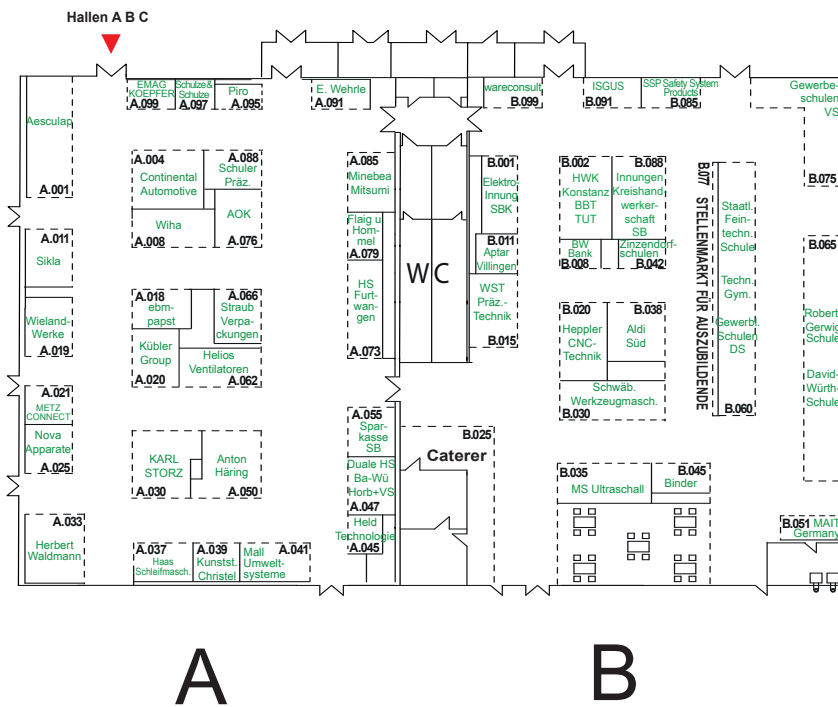 Hallen A B C
EMAG
KOEPFER
A.099
Schulze&
Schulze
A.097
Piro
A.095
E. Wehrle
A.091
wareconsult
B.099
ISGUS
B.091
SSP Safety System
Products
B.085
Gewerbe-
schulen
VS
B.075
Aesculap
A.001
A.004
Continental
Automotive
A.088
Schuler
Präz.
Wiha
A.008
AOK
A.076
A.085
Minebea
Mitsumi
Flaig u.
Hom-
mel
A.079
HS
Furt-
wan-
gen
A.073
WC
B.001
Elektro-
Innung
SBK
B.011
Aptar
Villingen
WST
Präz.-
Technik
B.015
B.002
HWK
Konstanz
BBT
TUT
B.088
Innungen
Kreishand
werker-
schaft
SB
BW
Bank
B.008
Zinzendorf-
schulen
B.042
B.077 STELLENMARKT FÜR AUSZUBILDENDE
Staatl.
Fein-
techn.
Schule
Techn.
Gym.
Gewerbl.
Schulen
DS
B.060
B.065
Robert-
Gerwig
Schule
David-
Würth-
Schule
A.011
Sikla
Wieland-
Werke
A.019
A.018
ebm-
papst
A.066
Straub
Verpa-
ckungen
Kübler
Group
A.020
Helios
Ventilatoren
A.062
B.020
Heppler
CNC-
Technik
B.038
Aldi
Süd
Schwäb.
Werkzeugmasch.
B.030
A.021
METZ
CONNECT
Nova
Apparate
A.025
KARL
STORZ
A.030
Anton
Häring
A.050
A.055
Spar-
kasse
SB
Duale HS
Ba-Wü
Horb+VS
A.047
Held
Technologie
A.045
B.025
Caterer
B.035
MS Ultraschall
B.045
Binder
B.051 MAIT
Germany
A.033
Herbert
Waldmann
A.037
Haas
Schleifmasch.
A.039
Kunstst.
Christel
A.041
Mall
Umwelt-
systeme
A
B